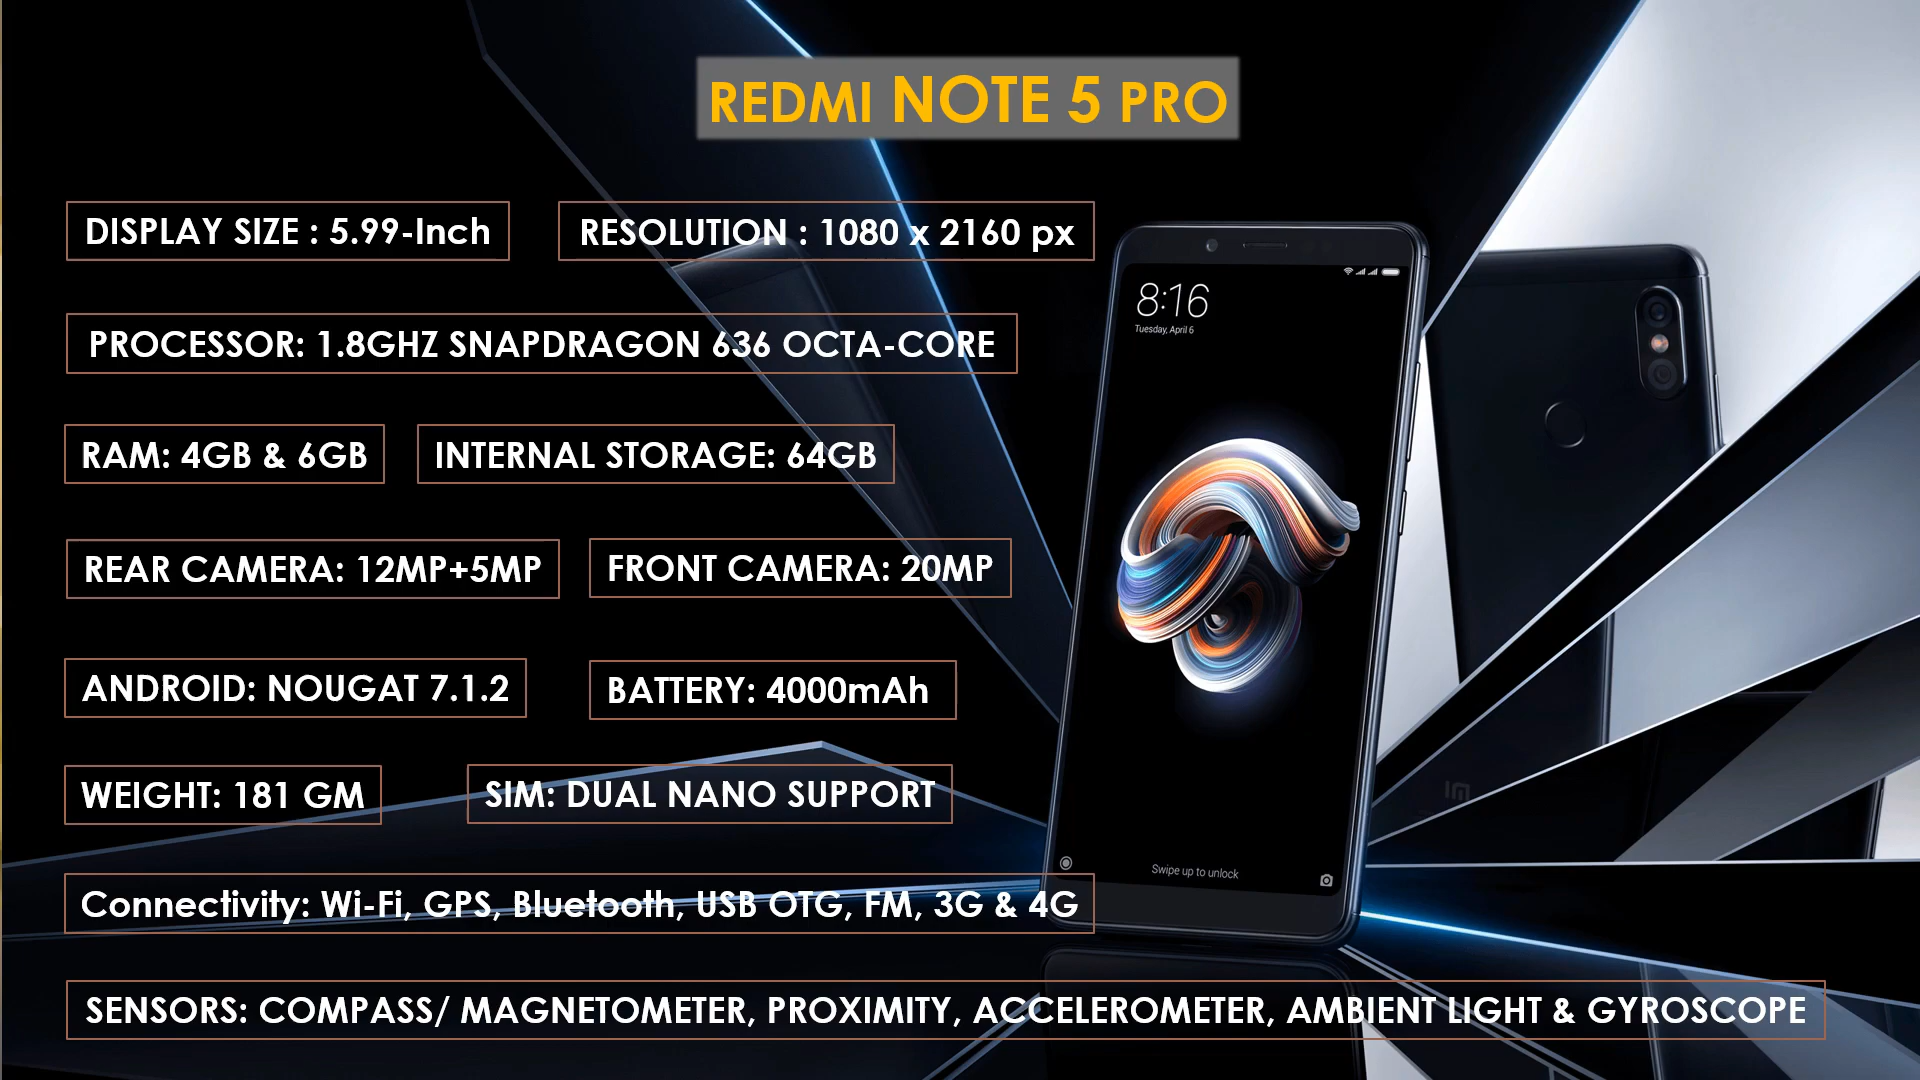 REDMI NOTE 5 PRO
DISPLAY SIZE : 5.99-Inch
RESOLUTION : 1080 x 2160 px
PROCESSOR: 1.8GHZ SNAPDRAGON 636 OCTA-CORE
RAM: 4GB & 6GB
INTERNAL STORAGE: 64GB
REAR CAMERA: 12MP+5MP
FRONT CAMERA: 20MP
ANDROID: NOUGAT 7.1.2
BATTERY: 4000mAh
WEIGHT: 181 GM
SIM: DUAL NANO SUPPORT
Connectivity: Wi-Fi, GPS, Bluetooth, USB OTG, FM, 3G & 4G
SENSORS: COMPASS/ MAGNETOMETER, PROXIMITY, ACCELEROMETER, AMBIENT LIGHT & GYROSCOPE
8:16
Tuesday, April 6
Swipe up to unlock